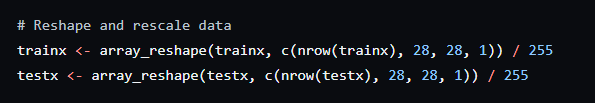 # Reshape and rescale data
trainx <- array_reshape(trainx, c(nrow(trainx), 28, 28, 1)) / 255
testx <- array_reshape(testx, c(nrow(testx), 28, 28, 1)) / 255